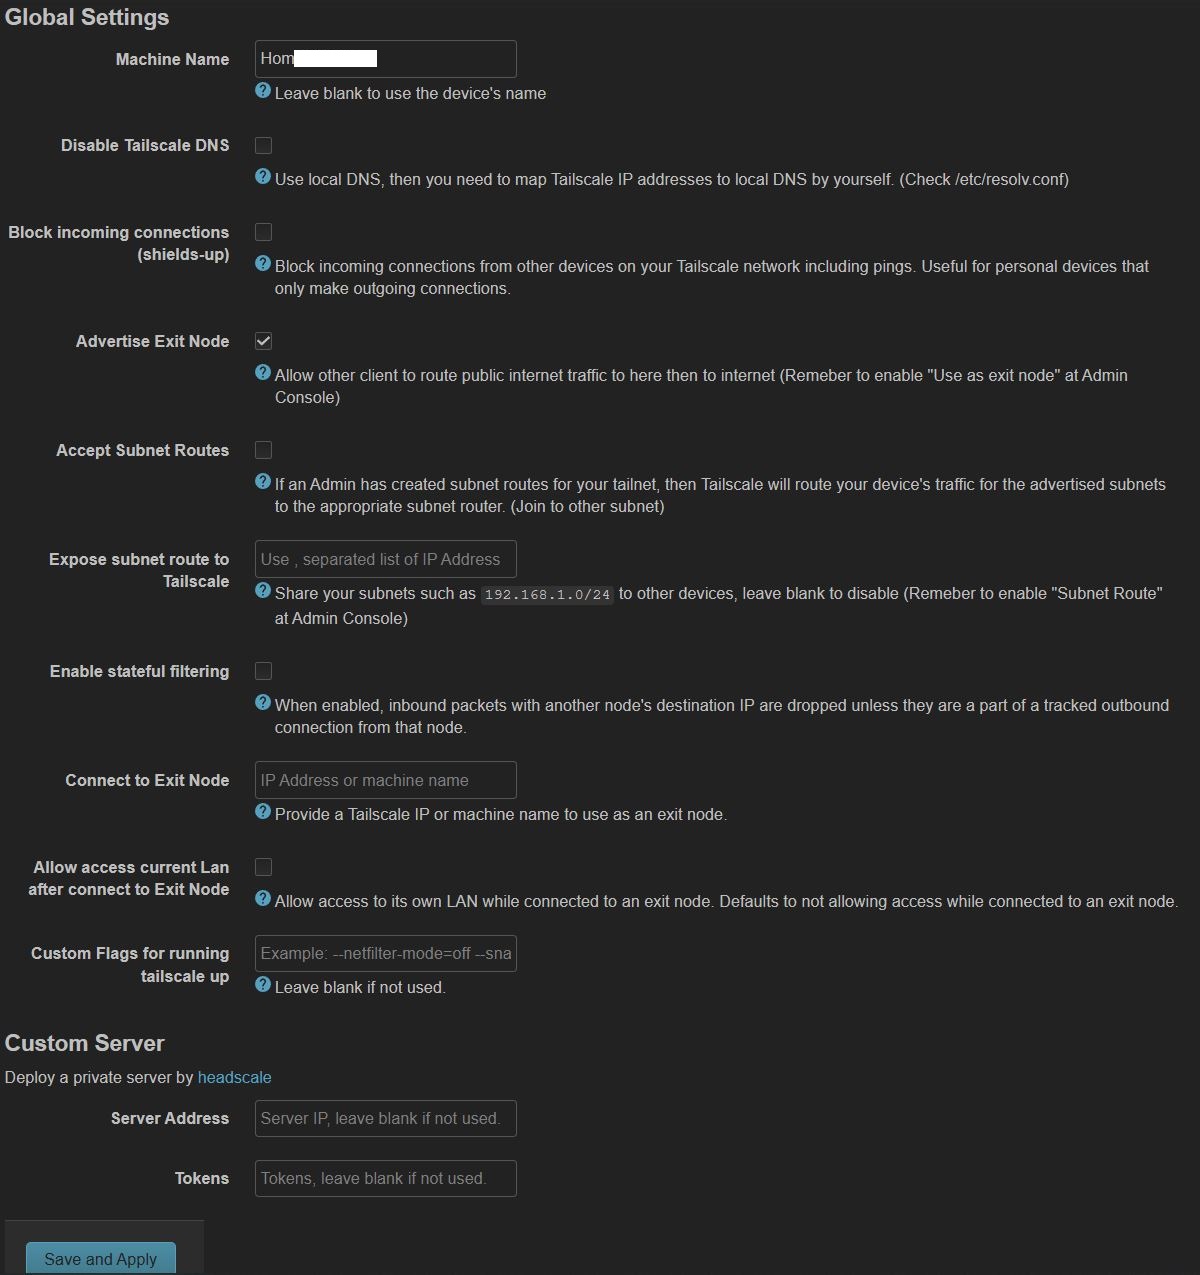 Global Settings
Machine Name
Hom
Leave blank to use the device's name
Disable Tailscale DNS
Use local DNS, then you need to map Tailscale IP addresses to local DNS by yourself. (Check /etc/resolv.conf)
Block incoming connections
(shields-up)
Block incoming connections from other devices on your Tailscale network including pings. Useful for personal devices that
only make outgoing connections.
Advertise Exit Node
Allow other client to route public internet traffic to here then to internet (Remeber to enable "Use as exit node" at Admin
Console)
Accept Subnet Routes
If an Admin has created subnet routes for your tailnet, then Tailscale will route your device's traffic for the advertised subnets
to the appropriate subnet router. (Join to other subnet)
Expose subnet route to
Tailscale
Use , separated list of IP Address
Share your subnets such as 192.168.1.0/24 to other devices, leave blank to disable (Remeber to enable "Subnet Route"
at Admin Console)
Enable stateful filtering
When enabled, inbound packets with another node's destination IP are dropped unless they are a part of a tracked outbound
connection from that node.
Connect to Exit Node
IP Address or machine name
Provide a Tailscale IP or machine name to use as an exit node.
Allow access current Lan
after connect to Exit Node
Allow access to its own LAN while connected to an exit node. Defaults to not allowing access while connected to an exit node.
Custom Flags for running
tailscale up
Example: --netfilter-mode=off --sna
Leave blank if not used.
Custom Server
Deploy a private server by headscale
Server Address
Server IP, leave blank if not used.
Tokens
Tokens, leave blank if not used.
Save and Apply